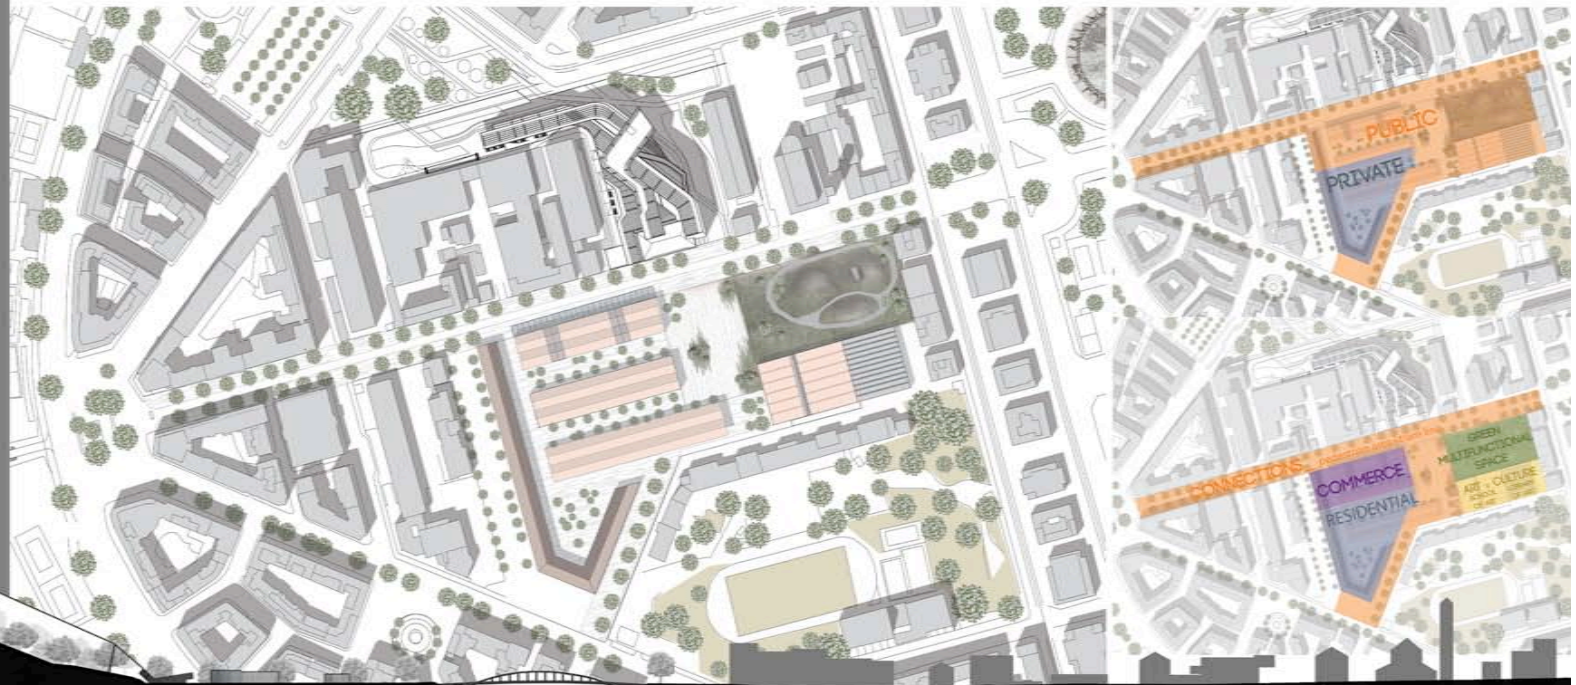 PUBLIC
PRIVATE
CONNECTIONS
COMMERCE
RESIDENTIAL
GREEN
MULTIFUNCTIONAL
SPACE
ART & CULTURE